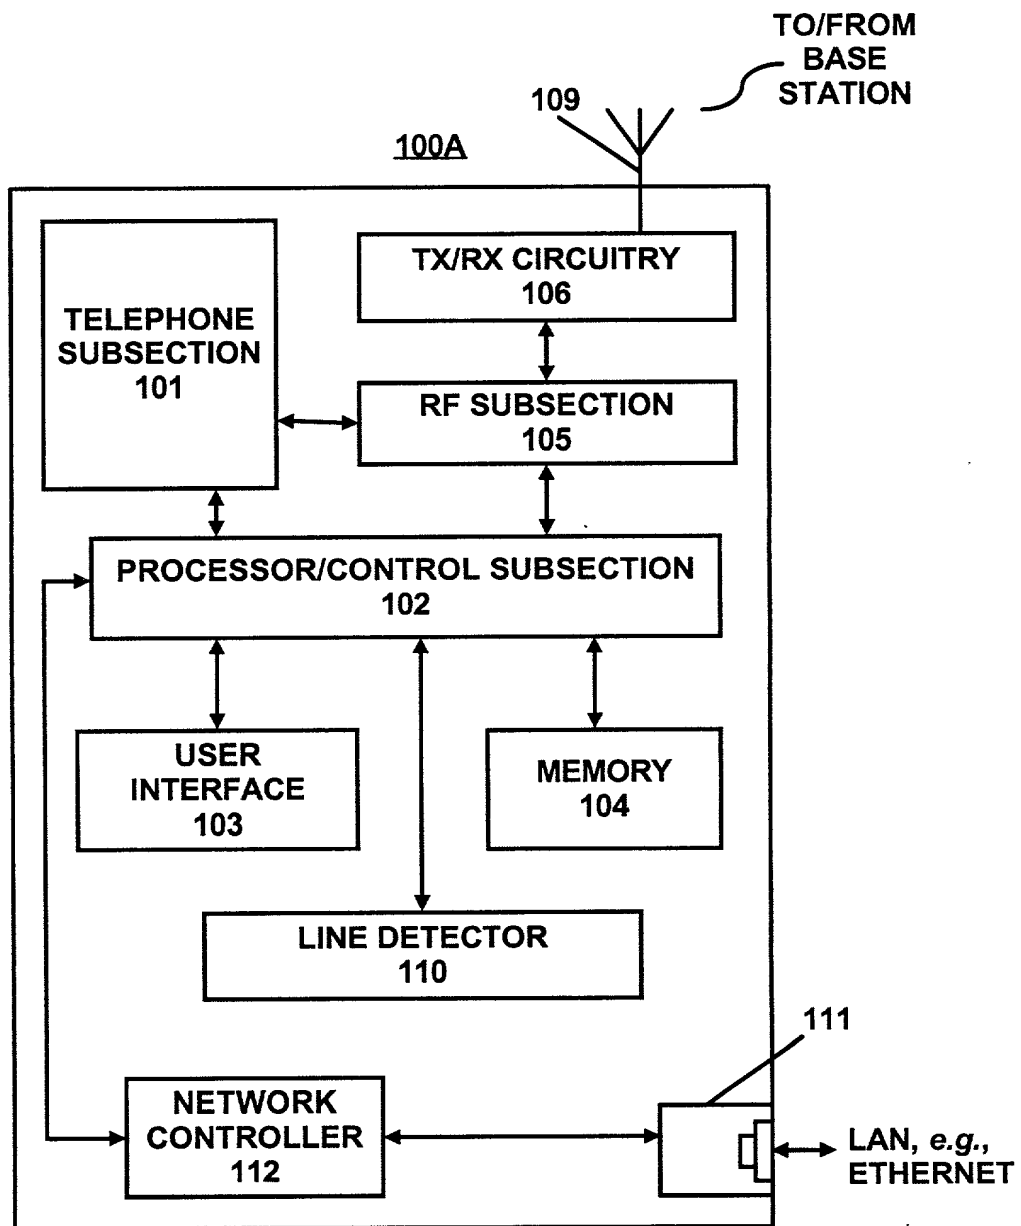 TO/FROM
BASE
STATION
109
100A
TX/RX CIRCUITRY
106
TELEPHONE
SUBSECTION
101
RF SUBSECTION
105
PROCESSOR/CONTROL SUBSECTION
102
USER
INTERFACE
103
MEMORY
104
LINE DETECTOR
110
111
NETWORK
CONTROLLER
112
LAN, e.g.,
ETHERNET